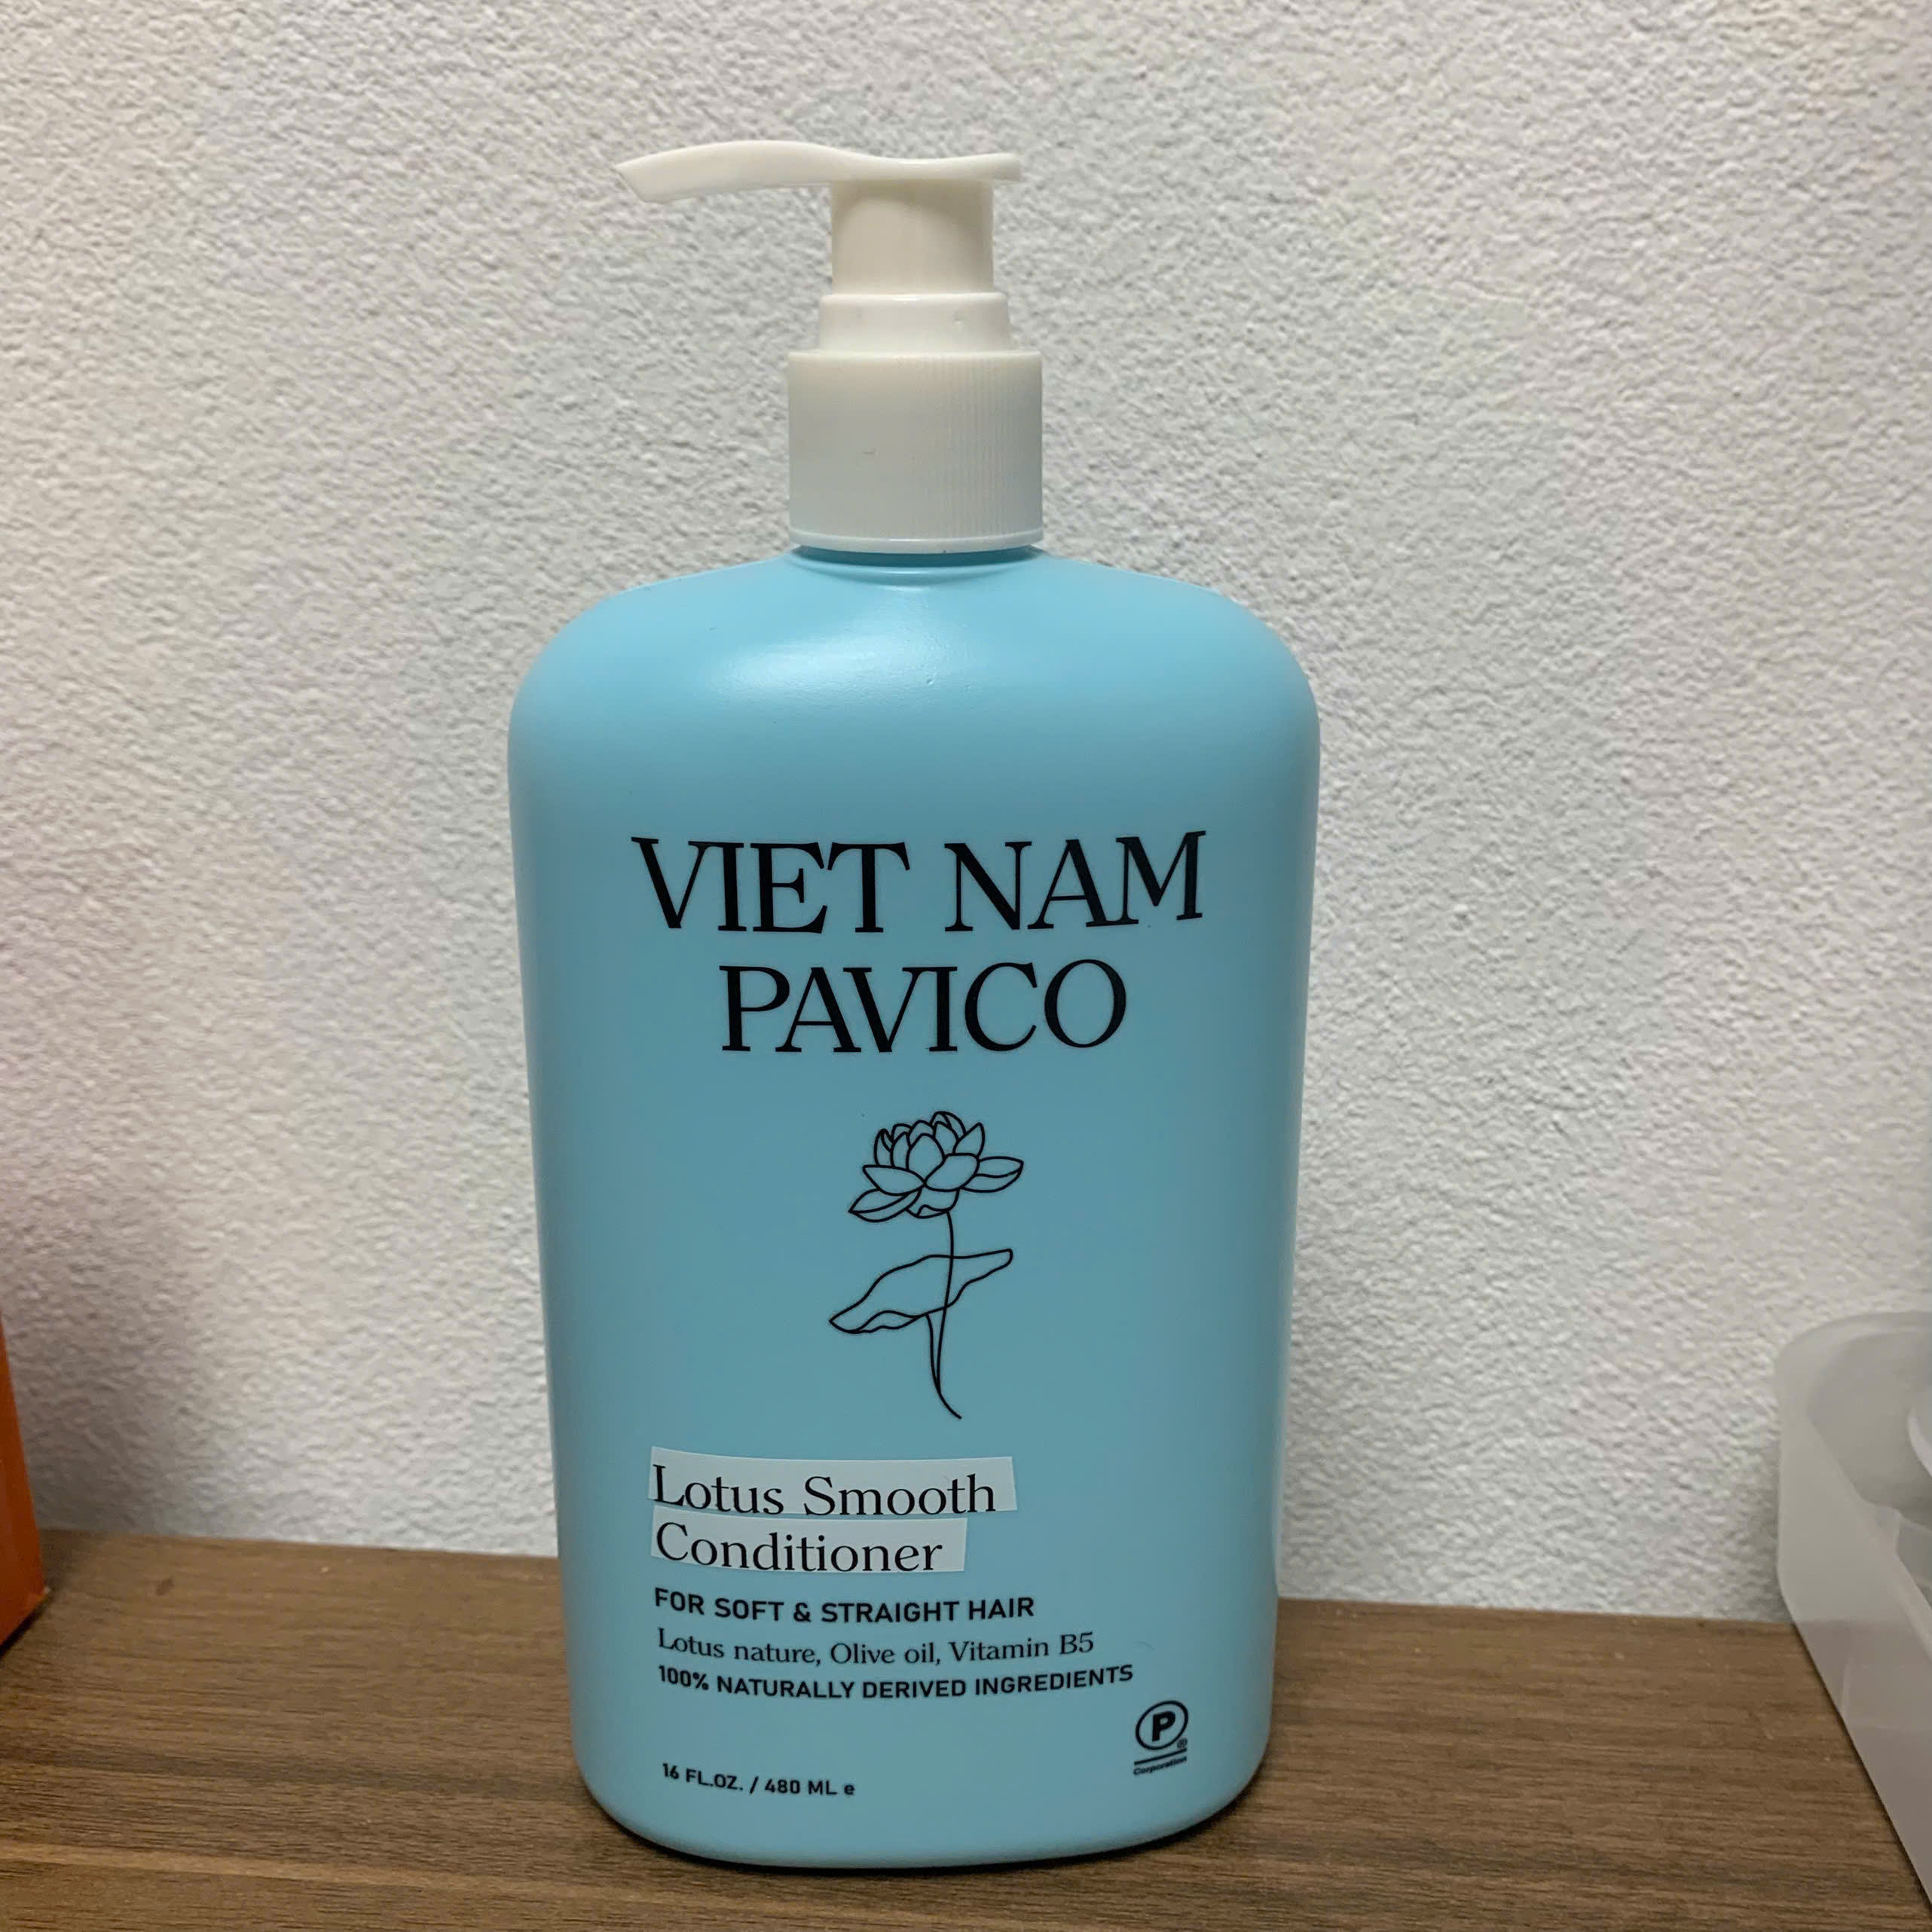 VIET NAM
PAVICO
Lotus Smooth
Conditioner
FOR SOFT & STRAIGHT HAIR
Lotus nature, Olive oil, Vitamin B5
100% NATURALLY DERIVED INGREDIENTS
P®
Corporation
16 FL.OZ. / 480 ML e